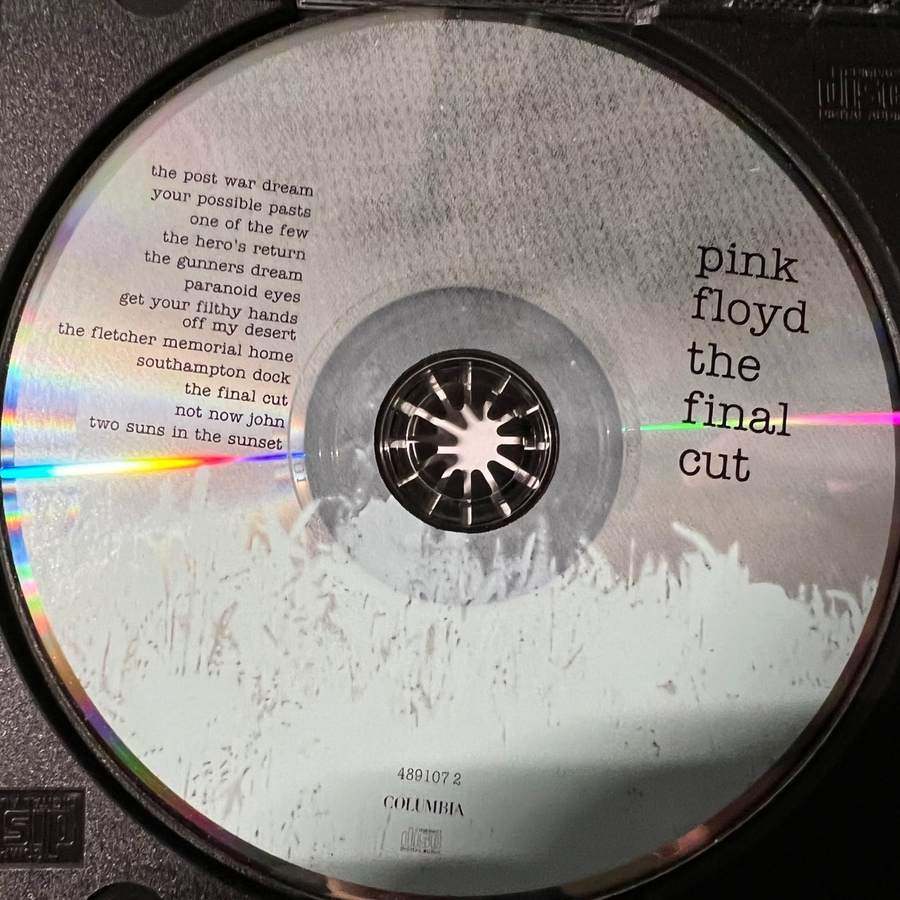 the post war dream
your possible pasts
one of the few
the hero's return
the gunners dream
paranoid eyes
get your filthy hands
off my desert
the fletcher memorial home
southampton dock
the final cut
not now john
two suns in the sunset
pink
floyd
the
final
cut
489107 2
COLUMBIA
disc